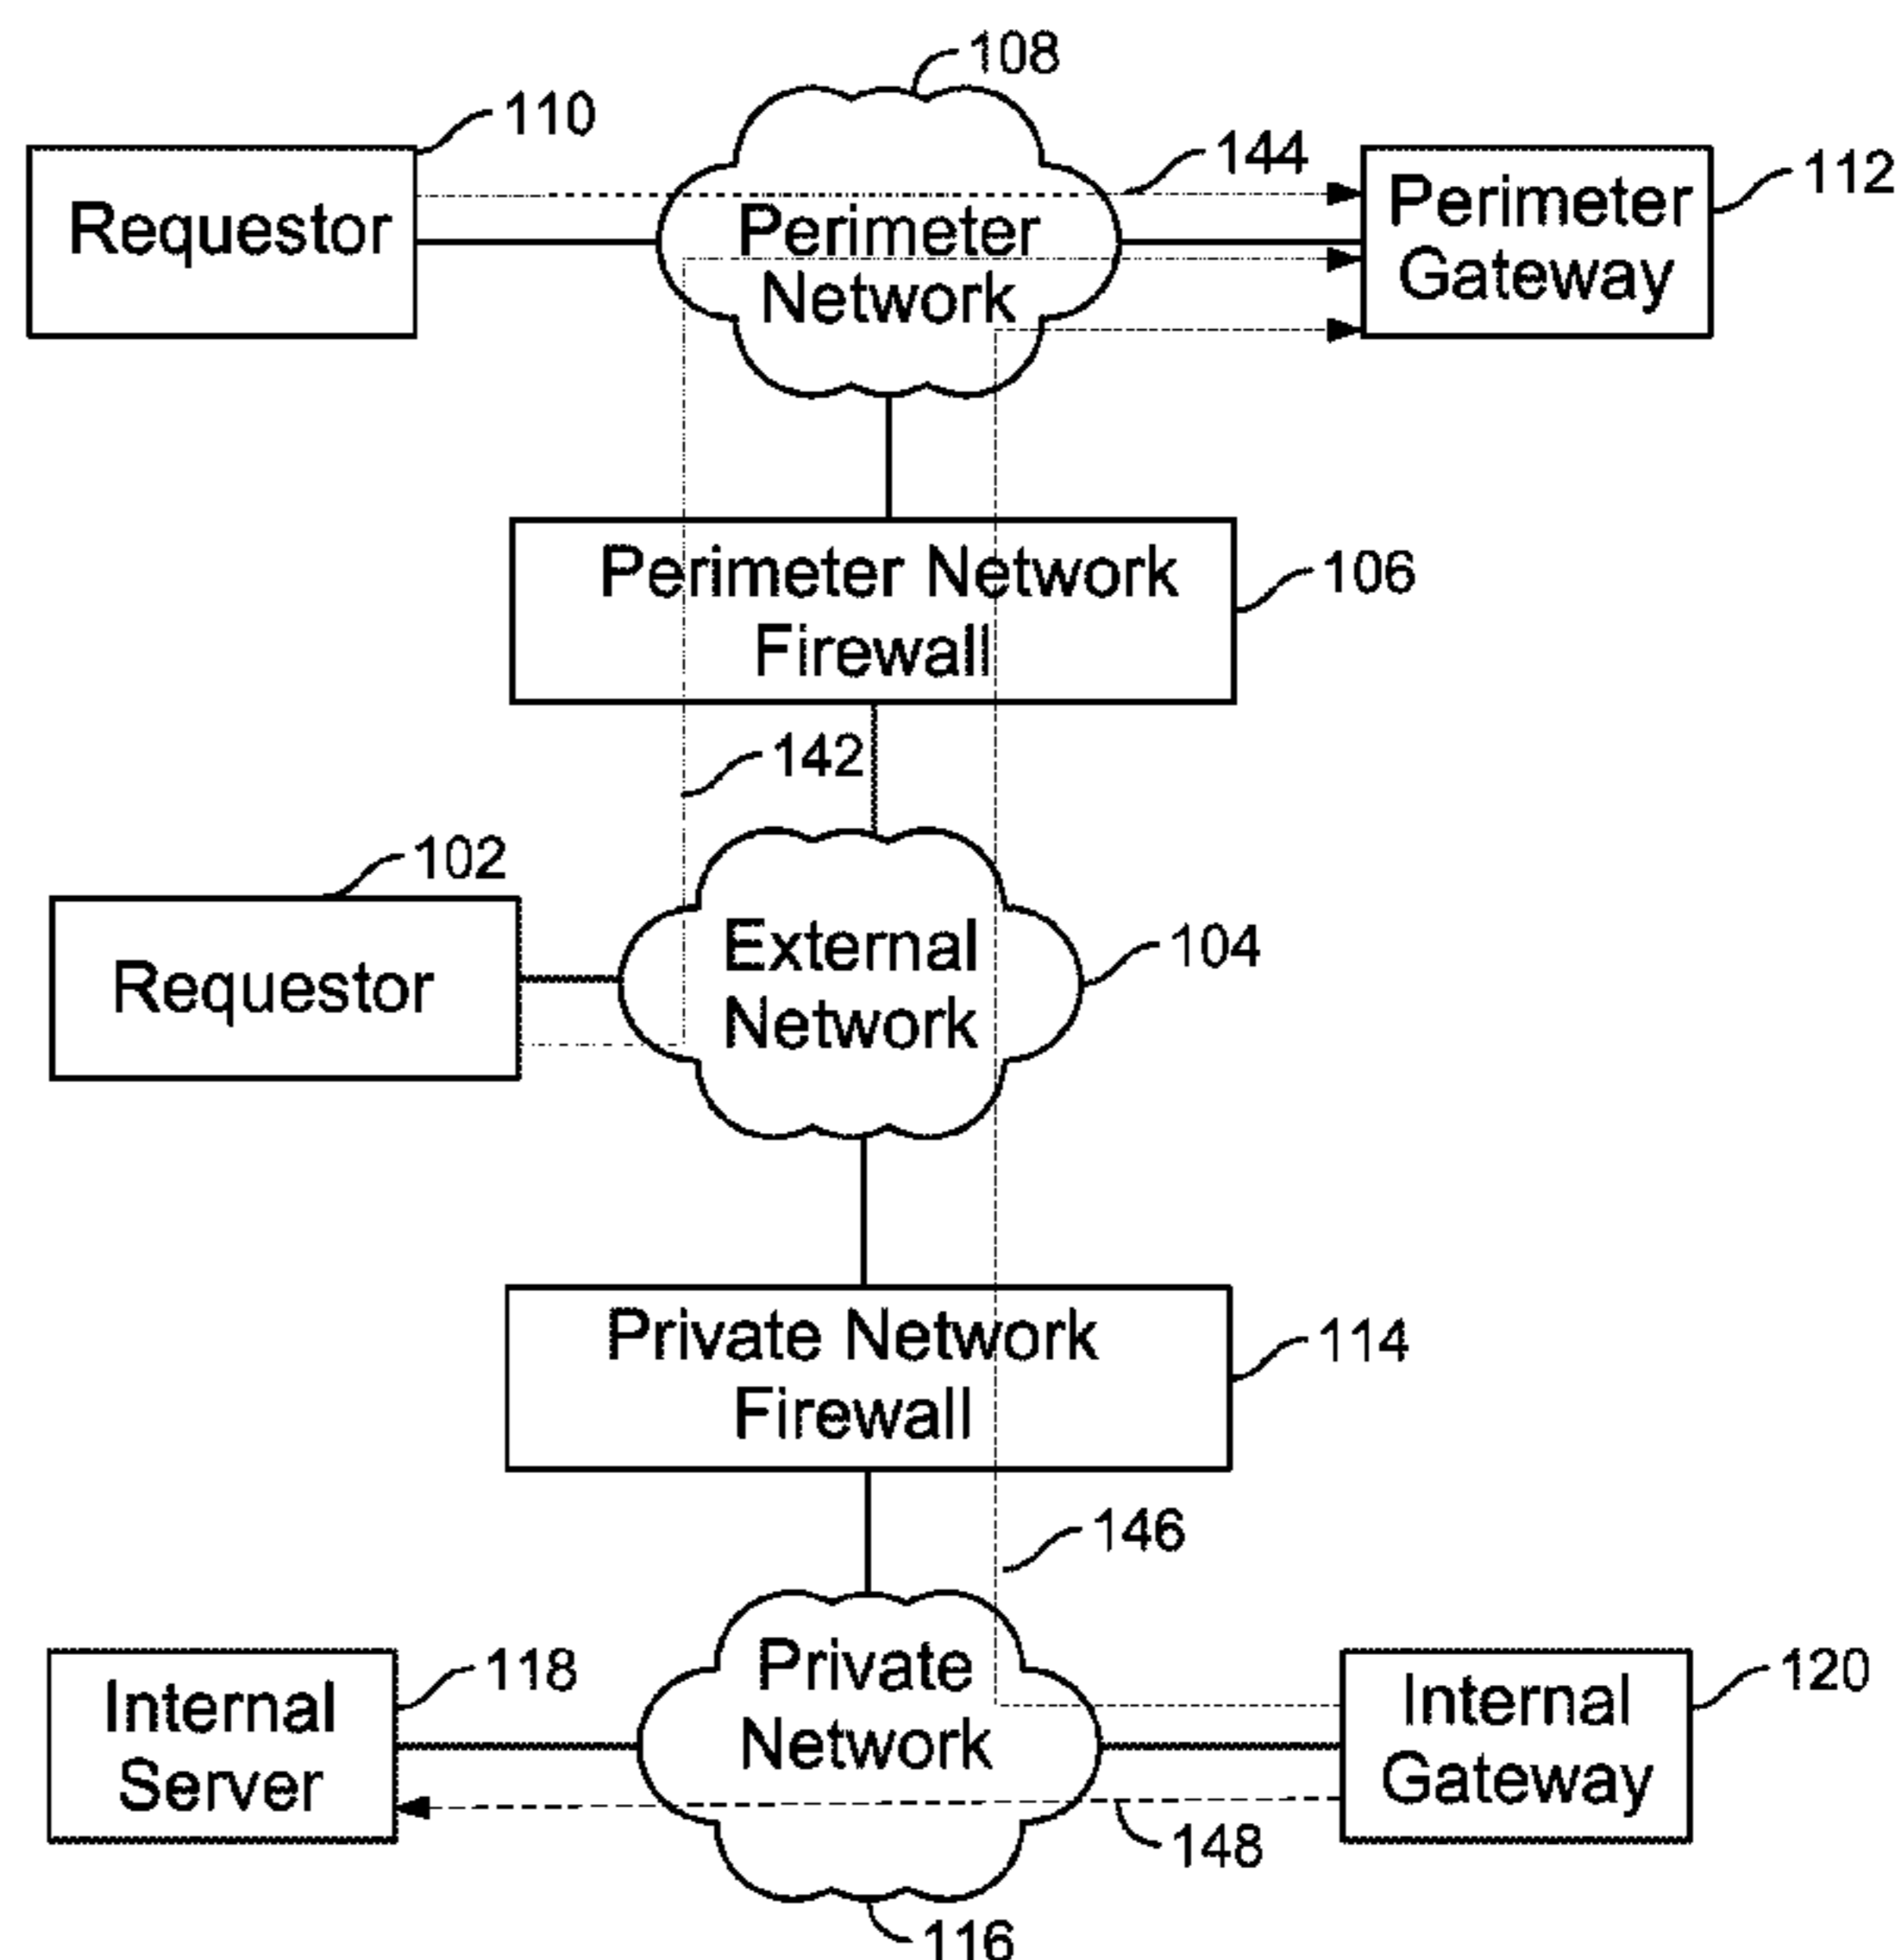 108
110
144
112
Requestor
Perimeter
Network
Perimeter
Gateway
Perimeter Network
Firewall
106
142
102
Requestor
External
Network
104
Private Network
Firewall
114
146
Internal
Server
118
Private
Network
Internal
Gateway
120
148
116